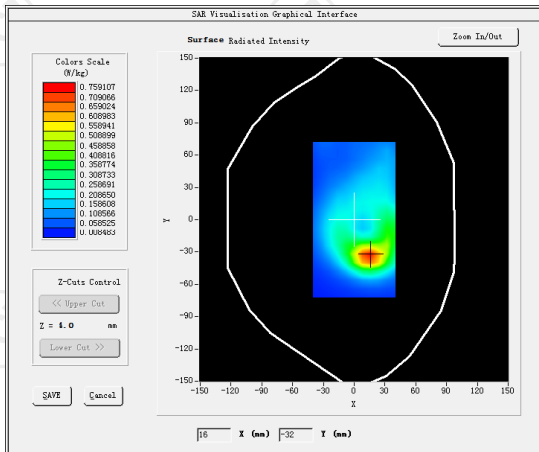 SAR Visualisation Graphical Interface
Surface Radiated Intensity
Zoom In/Out
Colors Scale
(W/kg)
0.759107
0.709066
0.659024
0.608983
0.558941
0.508899
0.458858
0.408816
0.358774
0.308733
0.258691
0.208650
0.158608
0.108566
0.058525
0.008483
150
120
90
60
30
0
-30
-60
-90
-120
-150
Y
-150 -120 -90 -60 -30 0 30 60 90 120 150
X
Z-Cuts Control
<< Upper Cut
Z = 4.0 mm
Lower Cut >>
SAVE Cancel
16 X (mm) -32 Y (mm)